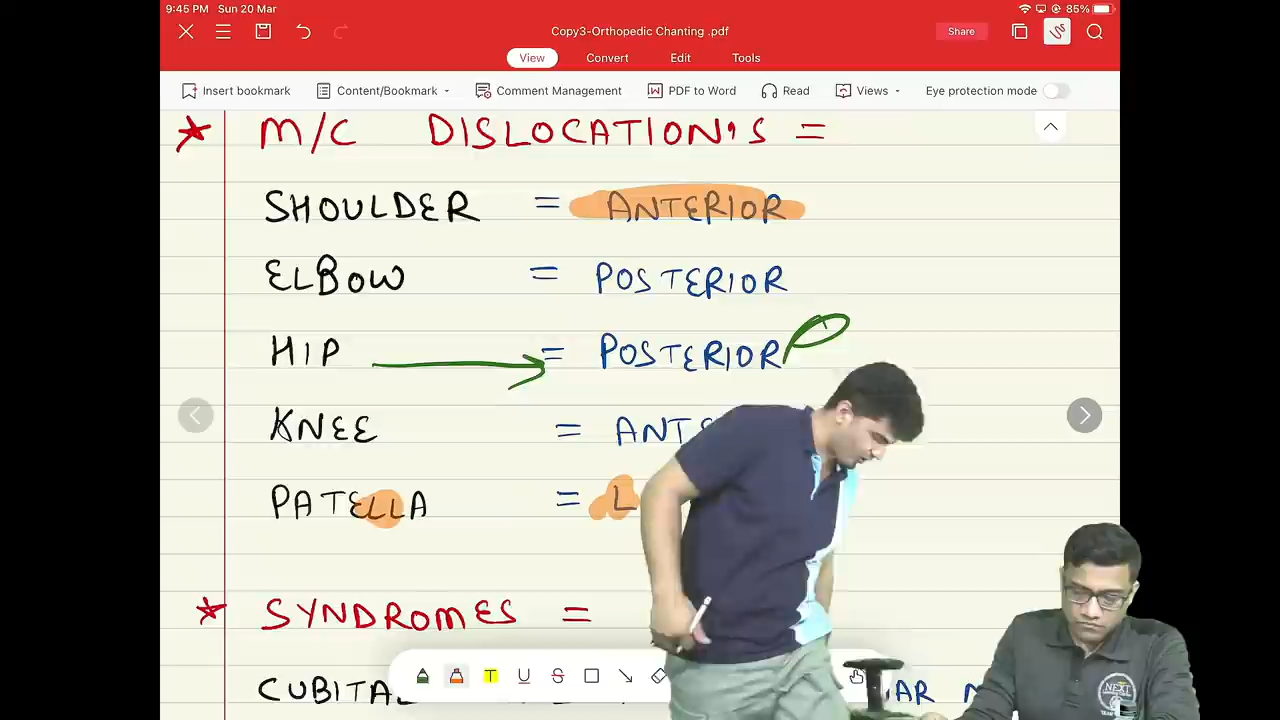 9:45 PM Sun 20 Mar 85%
Copy3-Orthopedic Chanting .pdf
Share
View Convert Edit Tools
Insert bookmark Content/Bookmark Comment Management PDF to Word Read Views Eye protection mode
M/C DISLOCATION'S =
SHOULDER = ANTERIOR
ELBOW = POSTERIOR
HIP = POSTERIOR
KNEE =
PATELLA =
SYNDROMES =
NEXT